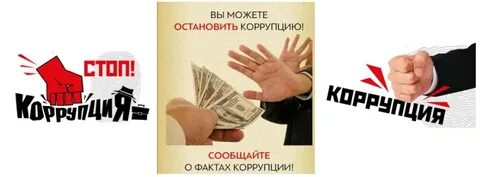 СТОП!
КОРРУПЦИЯ
ВЫ МОЖЕТЕ
ОСТАНОВИТЬ КОРРУПЦИЮ!
СООБЩАЙТЕ
О ФАКТАХ КОРРУПЦИИ!
КОРРУПЦИЯ